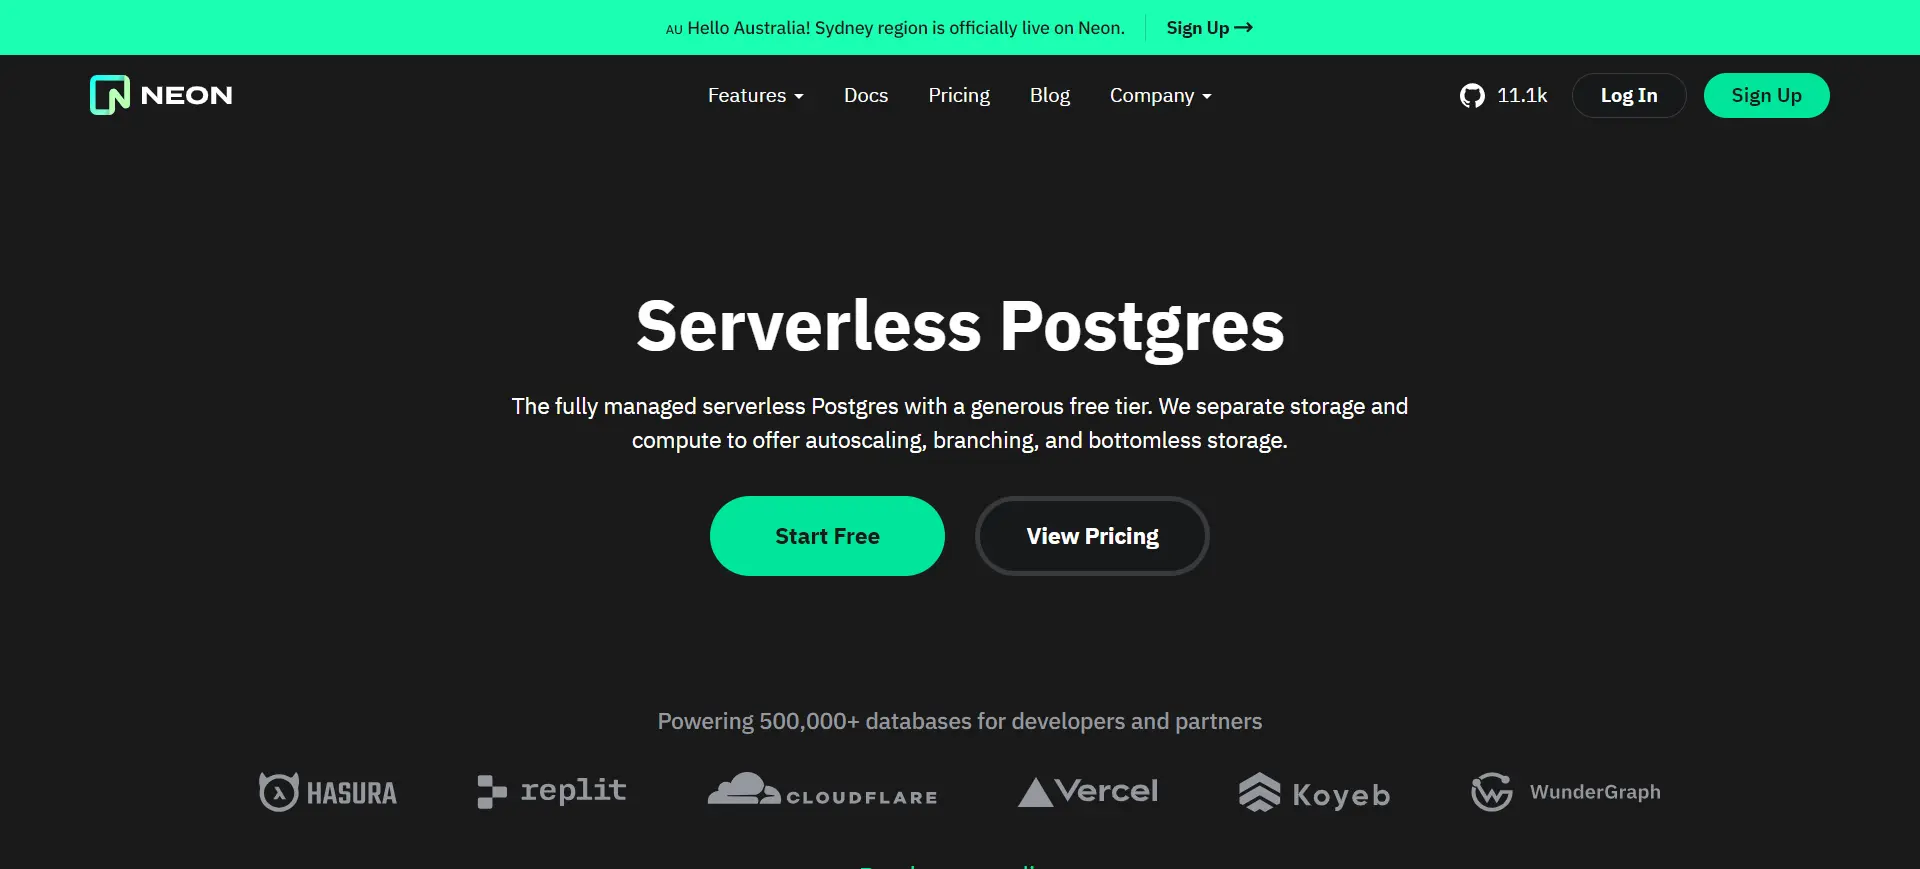 AU Hello Australia! Sydney region is officially live on Neon. Sign Up →
NEON
Features Docs Pricing Blog Company
11.1k Log In Sign Up
Serverless Postgres
The fully managed serverless Postgres with a generous free tier. We separate storage and
compute to offer autoscaling, branching, and bottomless storage.
Start Free View Pricing
Powering 500,000+ databases for developers and partners
HASURA replit CLOUDFLARE Vercel Koyeb WunderGraph